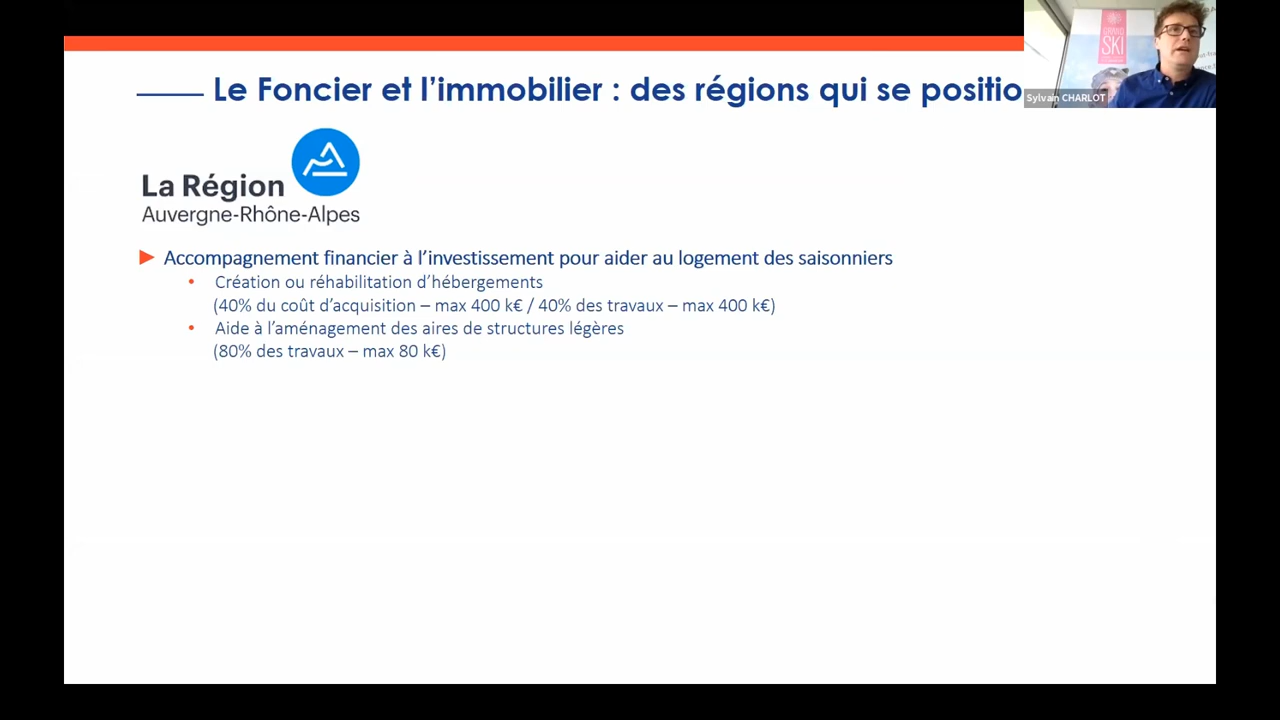 Le Foncier et l’immobilier : des régions qui se positio
GRAND
SKI
Sylvain CHARLOT
La Région
Auvergne-Rhône-Alpes
► Accompagnement financier à l’investissement pour aider au logement des saisonniers
• Création ou réhabilitation d’hébergements
(40% du coût d’acquisition – max 400 k€ / 40% des travaux – max 400 k€)
• Aide à l’aménagement des aires de structures légères
(80% des travaux – max 80 k€)